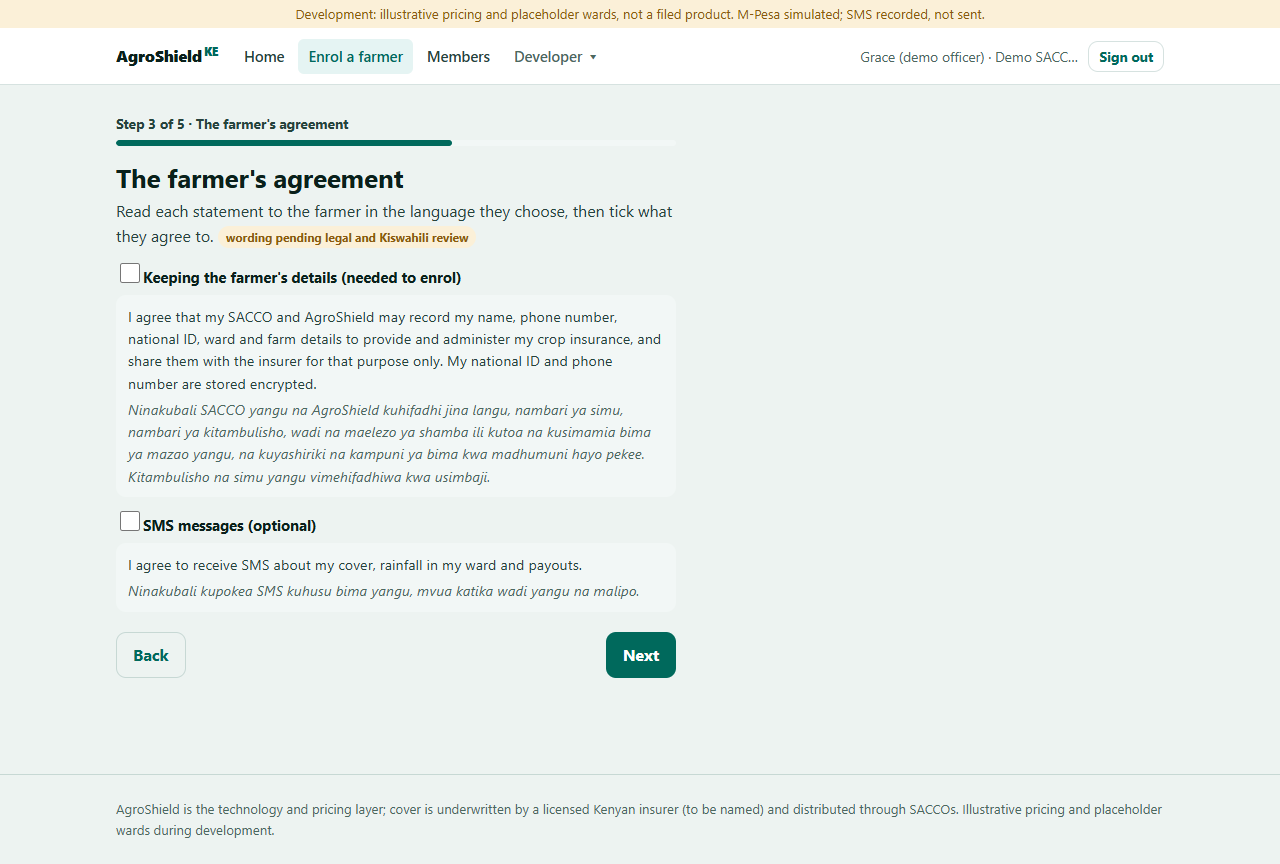 Development: illustrative pricing and placeholder wards, not a filed product. M-Pesa simulated; SMS recorded, not sent.
AgroShield KE Home Enrol a farmer Members Developer ▾ Grace (demo officer) · Demo SACC... Sign out
Step 3 of 5 · The farmer's agreement
The farmer's agreement
Read each statement to the farmer in the language they choose, then tick what
they agree to. wording pending legal and Kiswahili review
Keeping the farmer's details (needed to enrol)
I agree that my SACCO and AgroShield may record my name, phone number,
national ID, ward and farm details to provide and administer my crop insurance, and
share them with the insurer for that purpose only. My national ID and phone
number are stored encrypted.
Ninakubali SACCO yangu na AgroShield kuhifadhi jina langu, nambari ya simu,
nambari ya kitambulisho, wadi na maelezo ya shamba ili kutoa na kusimamia bima
ya mazao yangu, na kuyashiriki na kampuni ya bima kwa madhumuni hayo pekee.
Kitambulisho na simu yangu vimehifadhiwa kwa usimbaji.
SMS messages (optional)
I agree to receive SMS about my cover, rainfall in my ward and payouts.
Ninakubali kupokea SMS kuhusu bima yangu, mvua katika wadi yangu na malipo.
Back Next
AgroShield is the technology and pricing layer; cover is underwritten by a licensed Kenyan insurer (to be named) and distributed through SACCOs. Illustrative pricing and placeholder
wards during development.